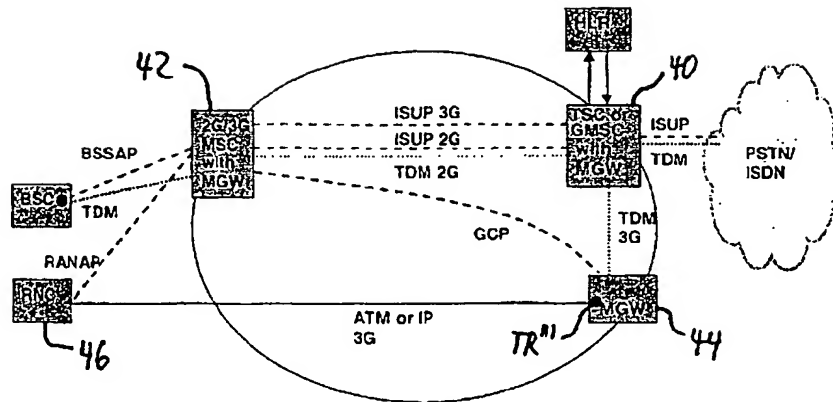 HLR
42
40
2G/3G
MSC
with
MGW
ISUP 3G
ISUP 2G
TDM 2G
TSC or
GMSC
with
MGW
ISUP
TDM
PSTN/
ISDN
BSSAP
BSC
TDM
GCP
TDM
3G
RANAP
RNC
ATM or IP
3G
MGW
46
TR"'
44